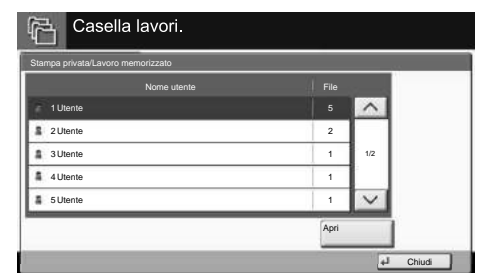 Casella lavori.
Stampa privata/Lavoro memorizzato
Nome utente File
1 Utente 5
2 Utente 2
3 Utente 1
1/2
4 Utente 1
5 Utente 1
Apri
Chiudi